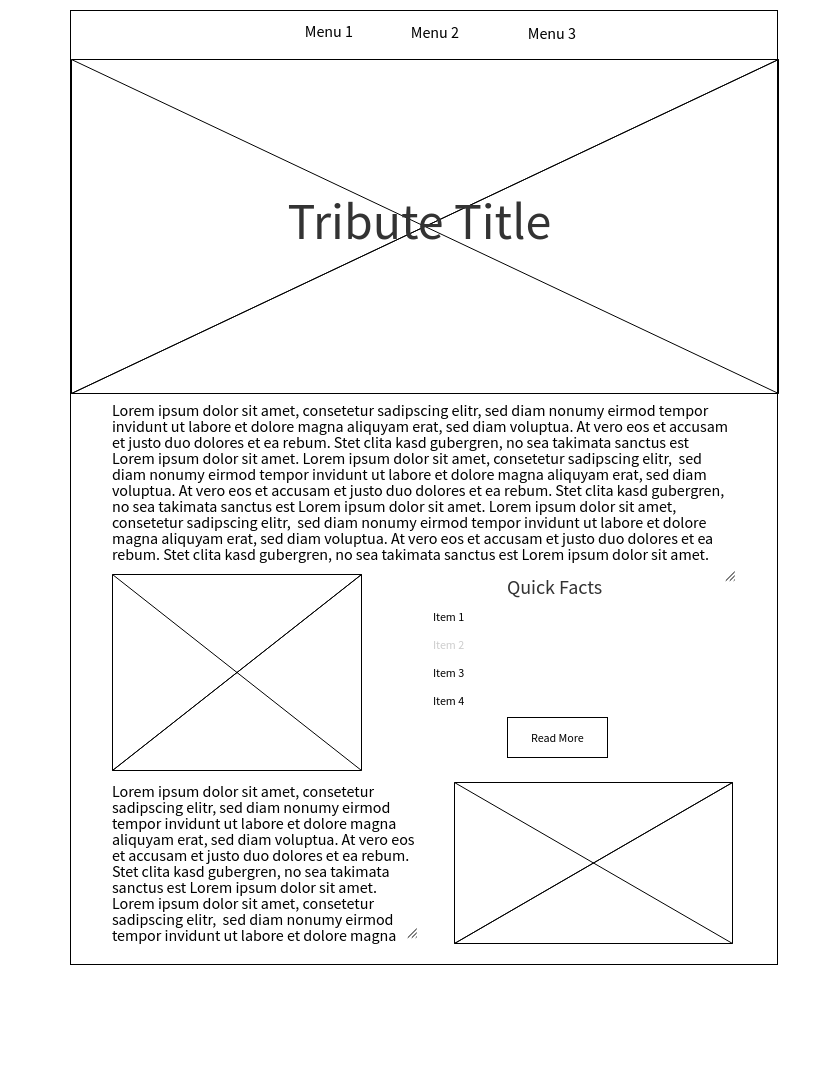 Menu 1 Menu 2 Menu 3
Tribute Title
Lorem ipsum dolor sit amet, consetetur sadipscing elitr, sed diam nonumy eirmod tempor
invidunt ut labore et dolore magna aliquyam erat, sed diam voluptua. At vero eos et accusam
et justo duo dolores et ea rebum. Stet clita kasd gubergren, no sea takimata sanctus est
Lorem ipsum dolor sit amet. Lorem ipsum dolor sit amet, consetetur sadipscing elitr,  sed
diam nonumy eirmod tempor invidunt ut labore et dolore magna aliquyam erat, sed diam
voluptua. At vero eos et accusam et justo duo dolores et ea rebum. Stet clita kasd gubergren,
no sea takimata sanctus est Lorem ipsum dolor sit amet. Lorem ipsum dolor sit amet,
consetetur sadipscing elitr,  sed diam nonumy eirmod tempor invidunt ut labore et dolore
magna aliquyam erat, sed diam voluptua. At vero eos et accusam et justo duo dolores et ea
rebum. Stet clita kasd gubergren, no sea takimata sanctus est Lorem ipsum dolor sit amet.
Quick Facts
Item 1
Item 2
Item 3
Item 4
Read More
Lorem ipsum dolor sit amet, consetetur
sadipscing elitr, sed diam nonumy eirmod
tempor invidunt ut labore et dolore magna
aliquyam erat, sed diam voluptua. At vero eos
et accusam et justo duo dolores et ea rebum.
Stet clita kasd gubergren, no sea takimata
sanctus est Lorem ipsum dolor sit amet.
Lorem ipsum dolor sit amet, consetetur
sadipscing elitr,  sed diam nonumy eirmod
tempor invidunt ut labore et dolore magna